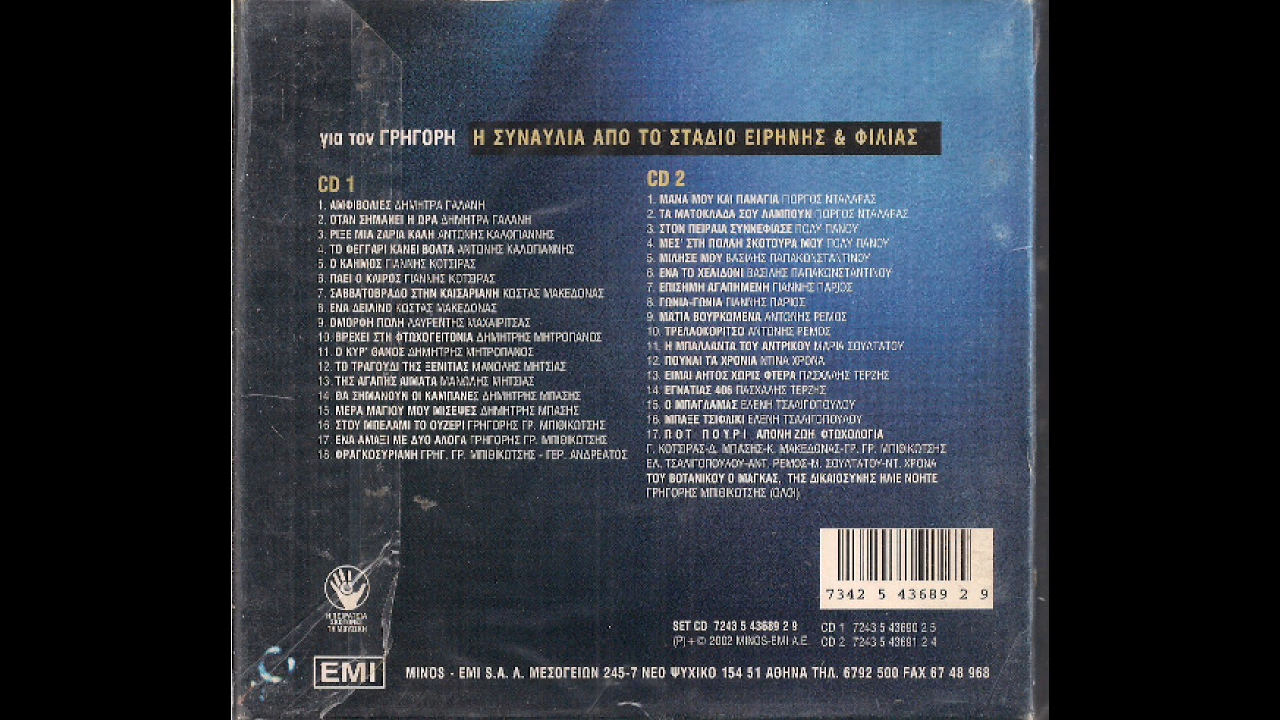 για τον ΓΡΗΓΟΡΗ Η ΣΥΝΑΥΛΙΑ ΑΠΟ ΤΟ ΣΤΑΔΙΟ ΕΙΡΗΝΗΣ & ΦΙΛΙΑΣ
CD 1
1. ΑΜΦΙΒΟΛΙΕΣ ΔΗΜΗΤΡΑ ΓΑΛΑΝΗ
2. ΟΤΑΝ ΣΗΜΑΝΕΙ Η ΩΡΑ ΔΗΜΗΤΡΑ ΓΑΛΑΝΗ
3. ΡΙΞΕ ΜΙΑ ΖΑΡΙΑ ΚΑΛΗ ΑΝΤΩΝΗΣ ΚΑΛΟΓΙΑΝΝΗΣ
4. ΤΟ ΦΕΓΓΑΡΙ ΚΑΝΕΙ ΒΟΛΤΑ ΑΝΤΩΝΗΣ ΚΑΛΟΓΙΑΝΝΗΣ
5. Ο ΚΑΗΜΟΣ ΓΙΑΝΝΗΣ ΚΟΤΣΙΡΑΣ
6. ΠΑΕΙ Ο ΚΑΙΡΟΣ ΓΙΑΝΝΗΣ ΚΟΤΣΙΡΑΣ
7. ΣΑΒΒΑΤΟΒΡΑΔΟ ΣΤΗΝ ΚΑΙΣΑΡΙΑΝΗ ΚΩΣΤΑΣ ΜΑΚΕΔΟΝΑΣ
8. ΕΝΑ ΔΕΙΛΙΝΟ ΚΩΣΤΑΣ ΜΑΚΕΔΟΝΑΣ
9. ΟΜΟΡΦΗ ΠΟΛΗ ΛΑΥΡΕΝΤΗΣ ΜΑΧΑΙΡΙΤΣΑΣ
10. ΒΡΕΧΕΙ ΣΤΗ ΦΤΩΧΟΓΕΙΤΟΝΙΑ ΔΗΜΗΤΡΗΣ ΜΗΤΡΟΠΑΝΟΣ
11. Ο ΚΥΡ' ΘΑΝΟΣ ΔΗΜΗΤΡΗΣ ΜΗΤΡΟΠΑΝΟΣ
12. ΤΟ ΤΡΑΓΟΥΔΙ ΤΗΣ ΞΕΝΙΤΙΑΣ ΜΑΝΩΛΗΣ ΜΗΤΣΙΑΣ
13. ΤΗΣ ΑΓΑΠΗΣ ΑΙΜΑΤΑ ΜΑΝΩΛΗΣ ΜΗΤΣΙΑΣ
14. ΘΑ ΣΗΜΑΝΟΥΝ ΟΙ ΚΑΜΠΑΝΕΣ ΔΗΜΗΤΡΗΣ ΜΠΑΣΗΣ
15. ΜΕΡΑ ΜΑΓΙΟΥ ΜΟΥ ΜΙΣΕΨΕΣ ΔΗΜΗΤΡΗΣ ΜΠΑΣΗΣ
16. ΣΤΟΥ ΜΠΕΛΑΜΙ ΤΟ ΟΥΖΕΡΙ ΓΡΗΓΟΡΗΣ ΓΡ. ΜΠΙΘΙΚΩΤΣΗΣ
17. ΕΝΑ ΑΜΑΞΙ ΜΕ ΔΥΟ ΑΛΟΓΑ ΓΡΗΓΟΡΗΣ ΓΡ. ΜΠΙΘΙΚΩΤΣΗΣ
18. ΦΡΑΓΚΟΣΥΡΙΑΝΗ ΓΡΗΓ. ΓΡ. ΜΠΙΘΙΚΩΤΣΗΣ - ΓΕΡ. ΑΝΔΡΕΑΤΟΣ
CD 2
1. ΜΑΝΑ ΜΟΥ ΚΑΙ ΠΑΝΑΓΙΑ ΓΙΩΡΓΟΣ ΝΤΑΛΑΡΑΣ
2. ΤΑ ΜΑΤΟΚΛΑΔΑ ΣΟΥ ΛΑΜΠΟΥΝ ΓΙΩΡΓΟΣ ΝΤΑΛΑΡΑΣ
3. ΣΤΟΝ ΠΕΙΡΑΙΑ ΣΥΝΝΕΦΙΑΣΕ ΠΟΛΥ ΠΑΝΟΥ
4. ΜΕΣ' ΣΤΗ ΠΟΛΛΗ ΣΚΟΤΟΥΡΑ ΜΟΥ ΠΟΛΥ ΠΑΝΟΥ
5. ΜΙΛΗΣΕ ΜΟΥ ΒΑΣΙΛΗΣ ΠΑΠΑΚΩΝΣΤΑΝΤΙΝΟΥ
6. ΕΝΑ ΤΟ ΧΕΛΙΔΟΝΙ ΒΑΣΙΛΗΣ ΠΑΠΑΚΩΝΣΤΑΝΤΙΝΟΥ
7. ΕΠΙΣΗΜΗ ΑΓΑΠΗΜΕΝΗ ΓΙΑΝΝΗΣ ΠΑΡΙΟΣ
8. ΓΩΝΙΑ-ΓΩΝΙΑ ΓΙΑΝΝΗΣ ΠΑΡΙΟΣ
9. ΜΑΤΙΑ ΒΟΥΡΚΩΜΕΝΑ ΑΝΤΩΝΗΣ ΡΕΜΟΣ
10. ΤΡΕΛΟΚΟΡΙΤΣΟ ΑΝΤΩΝΗΣ ΡΕΜΟΣ
11. Η ΜΠΑΛΛΑΝΤΑ ΤΟΥ ΑΝΤΡΙΚΟΥ ΜΑΡΙΑ ΣΟΥΛΤΑΤΟΥ
12. ΠΟΥΝΑΙ ΤΑ ΧΡΟΝΙΑ ΝΤΙΝΑ ΧΡΟΝΑ
13. ΕΙΜΑΙ ΑΗΤΟΣ ΧΩΡΙΣ ΦΤΕΡΑ ΠΑΣΧΑΛΗΣ ΤΕΡΖΗΣ
14. ΕΓΝΑΤΙΑΣ 406 ΠΑΣΧΑΛΗΣ ΤΕΡΖΗΣ
15. Ο ΜΠΑΓΛΑΜΑΣ ΕΛΕΝΗ ΤΣΑΛΙΓΟΠΟΥΛΟΥ
16. ΜΠΑΞΕ ΤΣΙΦΛΙΚΙ ΕΛΕΝΗ ΤΣΑΛΙΓΟΠΟΥΛΟΥ
17. ΠΟΤ ΠΟΥΡΙ ΑΠΟΝΗ ΖΩΗ, ΦΤΩΧΟΛΟΓΙΑ
Γ. ΚΟΤΣΙΡΑΣ-Δ. ΜΠΑΣΗΣ-Κ. ΜΑΚΕΔΟΝΑΣ-ΓΡ. ΓΡ. ΜΠΙΘΙΚΩΤΣΗΣ
ΕΛ. ΤΣΑΛΙΓΟΠΟΥΛΟΥ-ΑΝΤ. ΡΕΜΟΣ-Μ. ΣΟΥΛΤΑΤΟΥ-ΝΤ. ΧΡΟΝΑ
ΤΟΥ ΒΟΤΑΝΙΚΟΥ Ο ΜΑΓΚΑΣ, ΤΗΣ ΔΙΚΑΙΟΣΥΝΗΣ ΗΛΙΕ ΝΟΗΤΕ
ΓΡΗΓΟΡΗΣ ΜΠΙΘΙΚΩΤΣΗΣ (ΟΛΟΙ)
7342 5 43689 2 9
Η ΠΕΙΡΑΤΕΙΑ
ΣΚΟΤΩΝΕΙ
ΤΗ ΜΟΥΣΙΚΗ
SET CD 7243 5 43689 2 9
(P) + © 2002 MINOS-EMI A.E.
CD 1 7243 5 43690 2 5
CD 2 7243 5 43691 2 4
EMI
MINOS - EMI S.A. Λ. ΜΕΣΟΓΕΙΩΝ 245-7 ΝΕΟ ΨΥΧΙΚΟ 154 51 ΑΘΗΝΑ ΤΗΛ. 6792 500 FAX 67 48 968